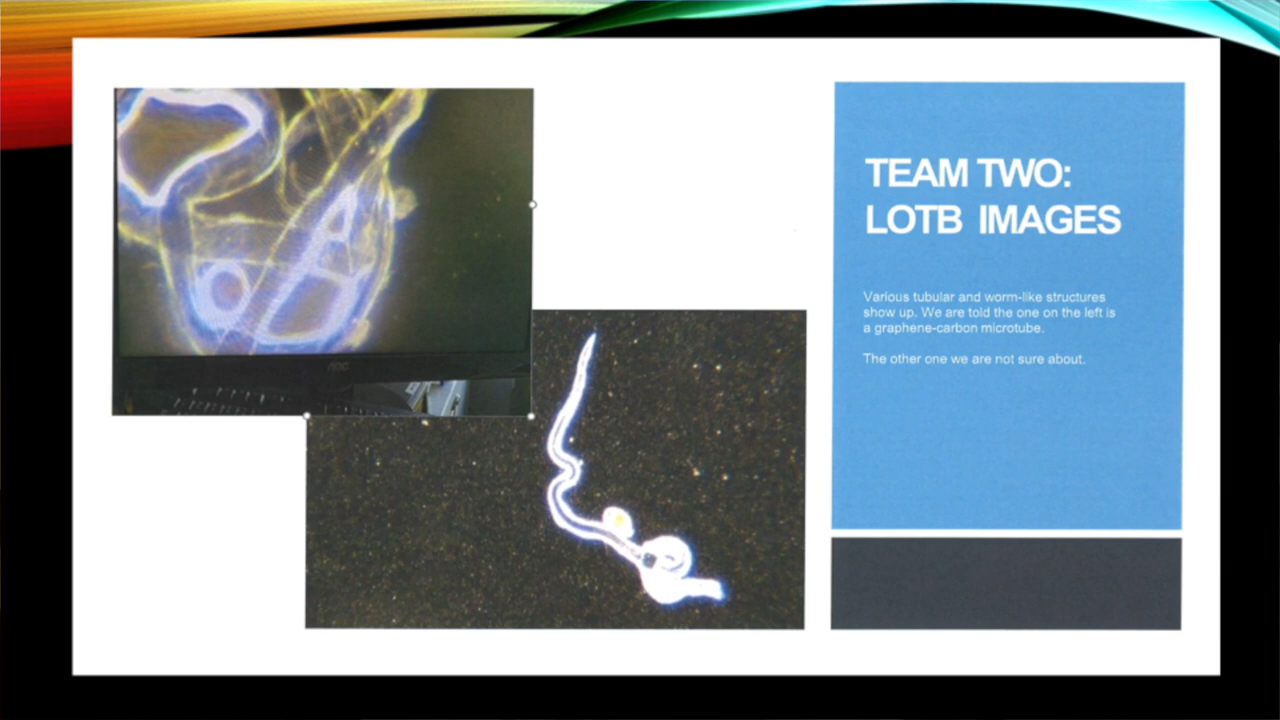 TEAM TWO:
LOTB IMAGES
Various tubular and worm-like structures
show up. We are told the one on the left is
a graphene-carbon microtube.
The other one we are not sure about.
AOC